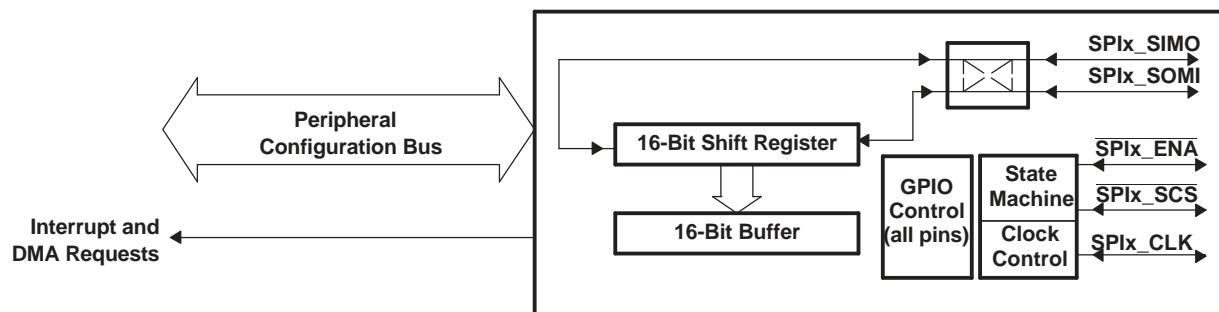 Peripheral
Configuration Bus
Interrupt and
DMA Requests
16-Bit Shift Register
16-Bit Buffer
GPIO
Control
(all pins)
State
Machine
Clock
Control
SPIx_SIMO
SPIx_SOMI
SPIx_ENA
SPIx_SCS
SPIx_CLK